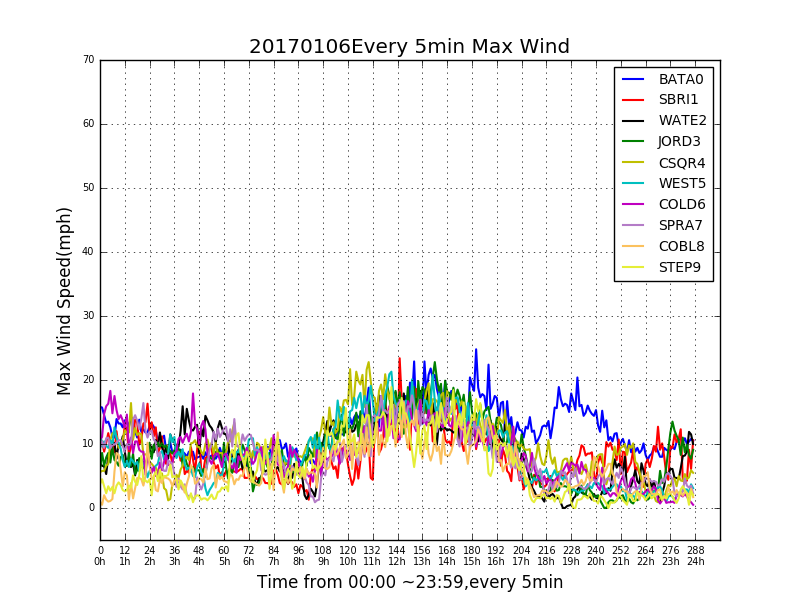 20170106Every 5min Max Wind
70
60
50
40
30
20
10
0
Max Wind Speed(mph)
BATA0
SBRI1
WATE2
JORD3
CSQR4
WEST5
COLD6
SPRA7
COBL8
STEP9
0 12 24 36 48 60 72 84 96 108 120 132 144 156 168 180 192 204 216 228 240 252 264 276 288
0h 1h 2h 3h 4h 5h 6h 7h 8h 9h 10h 11h 12h 13h 14h 15h 16h 17h 18h 19h 20h 21h 22h 23h 24h
Time from 00:00 ~23:59,every 5min